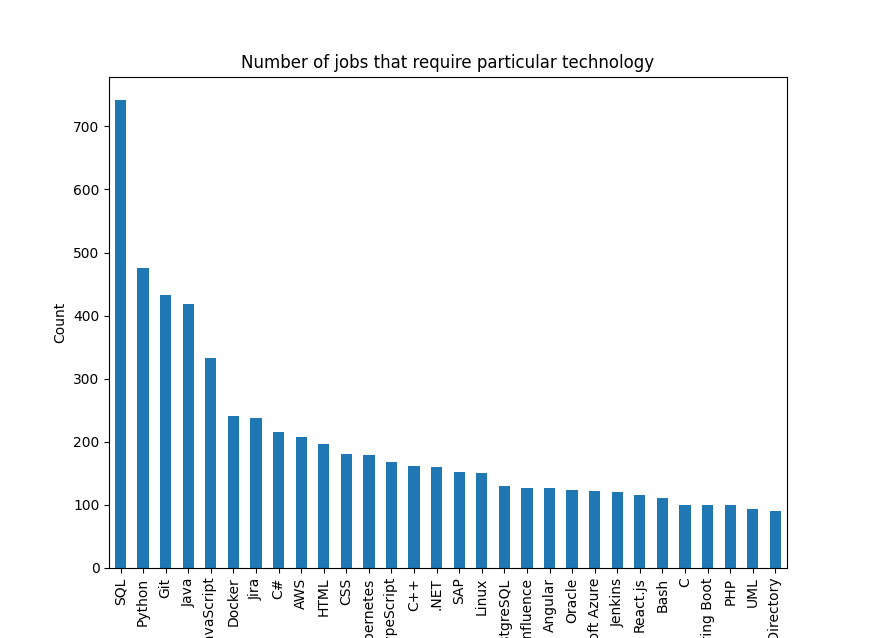 Number of jobs that require particular technology
Count
700
600
500
400
300
200
100
0
SQL
Python
Git
Java
vaScript
Docker
Jira
C#
AWS
HTML
CSS
ernetes
peScript
C++
.NET
SAP
Linux
tgreSQL
nfluence
Angular
Oracle
oft Azure
Jenkins
React.js
Bash
C
ing Boot
PHP
UML
Directory